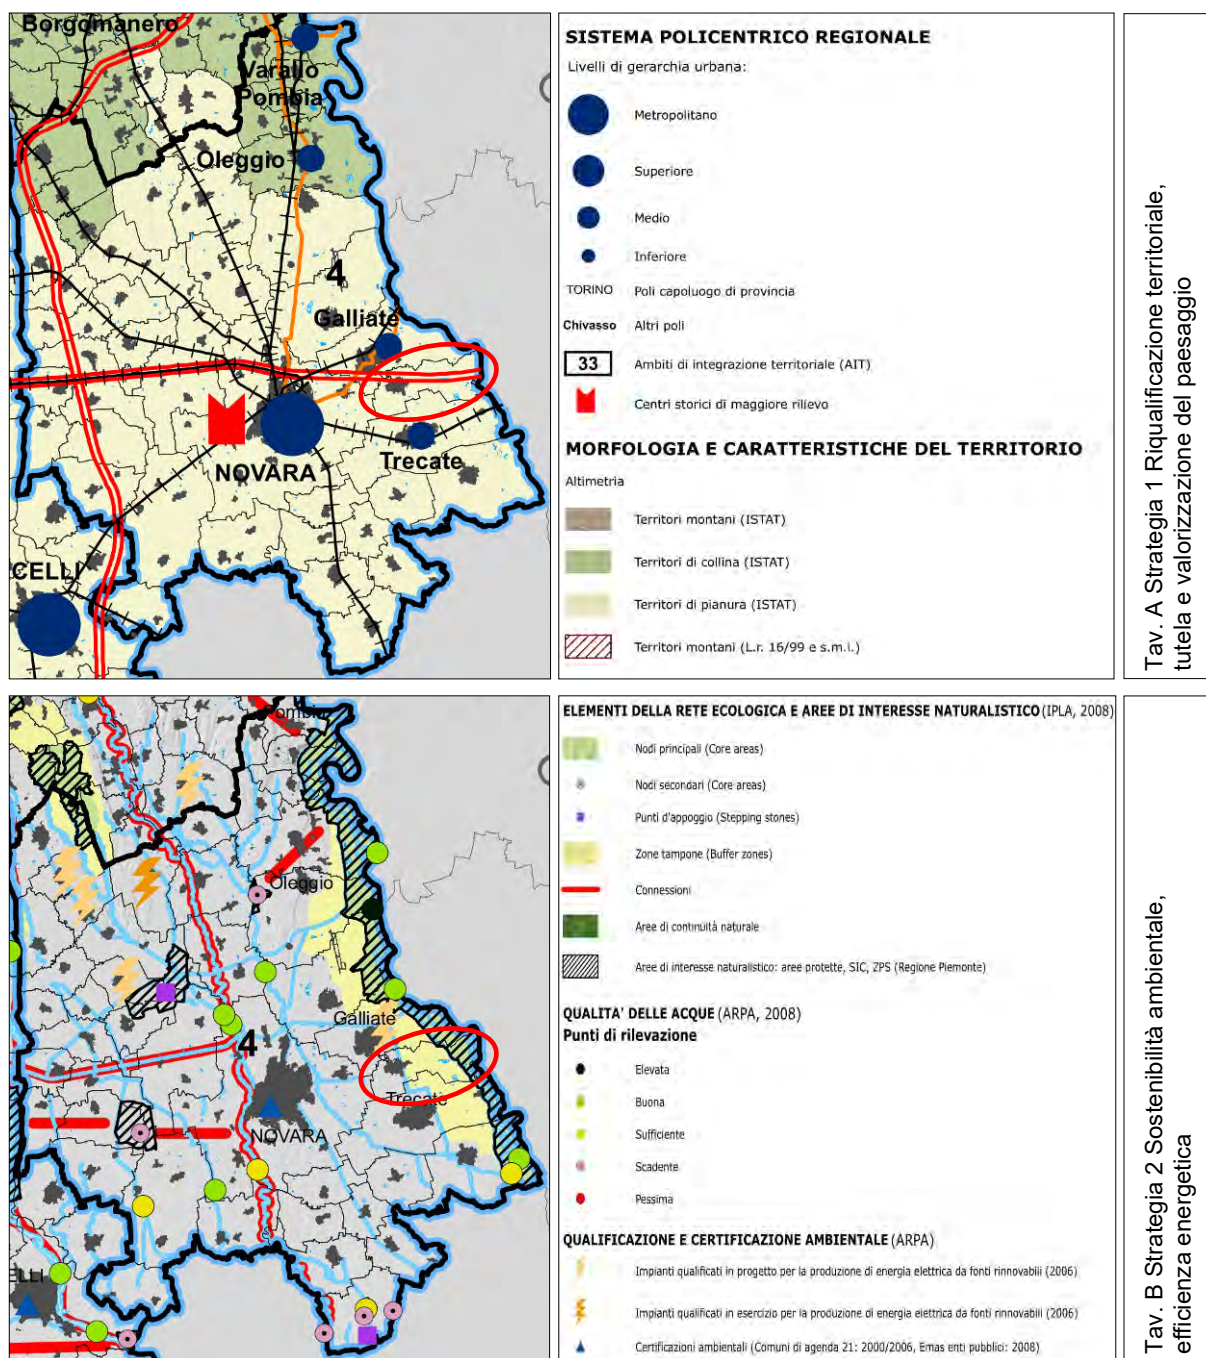 Borgomanero
Varallo
Pombia
Oleggio
4
Galliate
NOVARA
Trecate
CELLI
SISTEMA POLICENTRICO REGIONALE
Livelli di gerarchia urbana:
Metropolitano
Superiore
Medio
Inferiore
TORINO Poli capoluogo di provincia
Chivasso Altri poli
33 Ambiti di integrazione territoriale (AIT)
Centri storici di maggiore rilievo
MORFOLOGIA E CARATTERISTICHE DEL TERRITORIO
Altimetria
Territori montani (ISTAT)
Territori di collina (ISTAT)
Territori di pianura (ISTAT)
Territori montani (L.r. 16/99 e s.m.i.)
Tav. A Strategia 1 Riqualificazione territoriale,
tutela e valorizzazione del paesaggio
Pombia
Oleggio
Galliate
4
Trecate
NOVARA
ELLI
ELEMENTI DELLA RETE ECOLOGICA E AREE DI INTERESSE NATURALISTICO (IPLA, 2008)
Nodi principali (Core areas)
Nodi secondari (Core areas)
Punti d'appoggio (Stepping stones)
Zone tampone (Buffer zones)
Connessioni
Aree di continuità naturale
Aree di interesse naturalistico: aree protette, SIC, ZPS (Regione Piemonte)
QUALITA' DELLE ACQUE (ARPA, 2008)
Punti di rilevazione
Elevata
Buona
Sufficiente
Scadente
Pessima
QUALIFICAZIONE E CERTIFICAZIONE AMBIENTALE (ARPA)
Impianti qualificati in progetto per la produzione di energia elettrica da fonti rinnovabili (2006)
Impianti qualificati in esercizio per la produzione di energia elettrica da fonti rinnovabili (2006)
Certificazioni ambientali (Comuni di agenda 21: 2000/2006, Emas enti pubblici: 2008)
Tav. B Strategia 2 Sostenibilità ambientale,
efficienza energetica